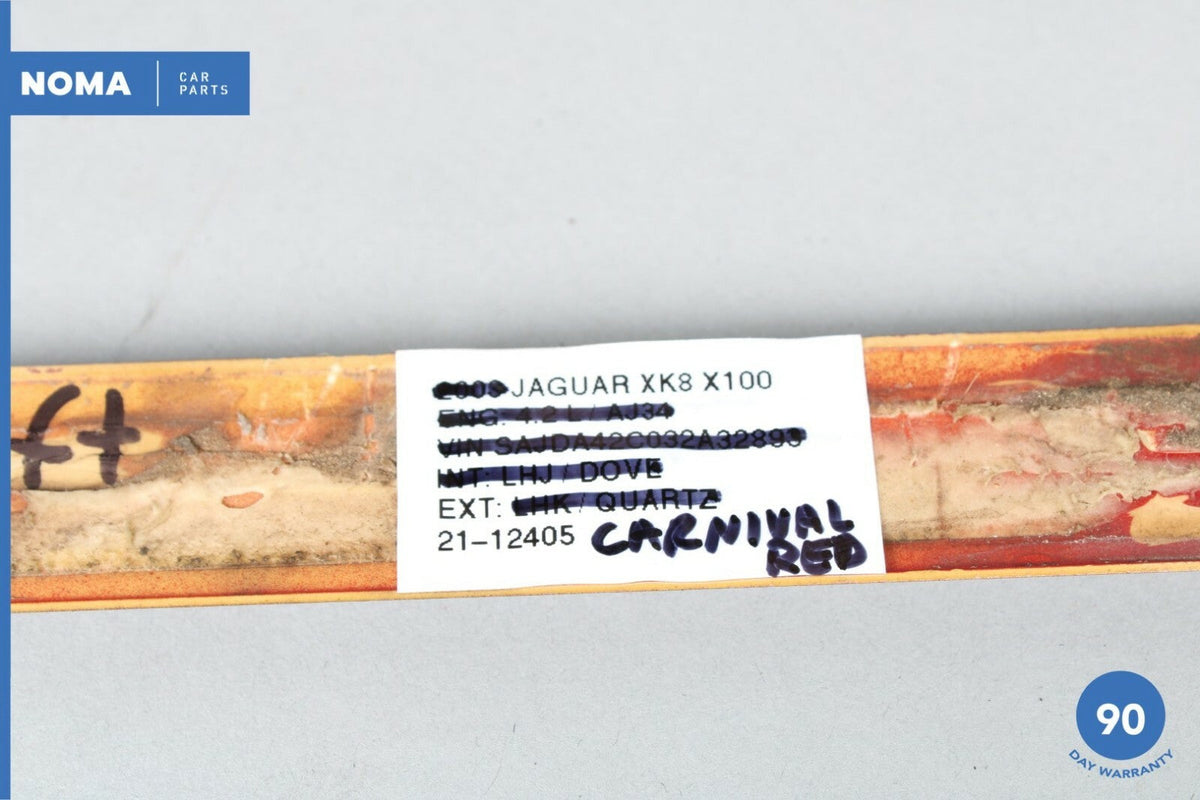 NOMA
CAR
PARTS
JAGUAR XK8 X100
ENG: 4.2 L / AJ34
VIN SAJDA42C032A32899
INT: LHJ / DOVE
EXT: LHK / QUARTZ
21-12405 CARNIVAL
RED
90
DAY WARRANTY